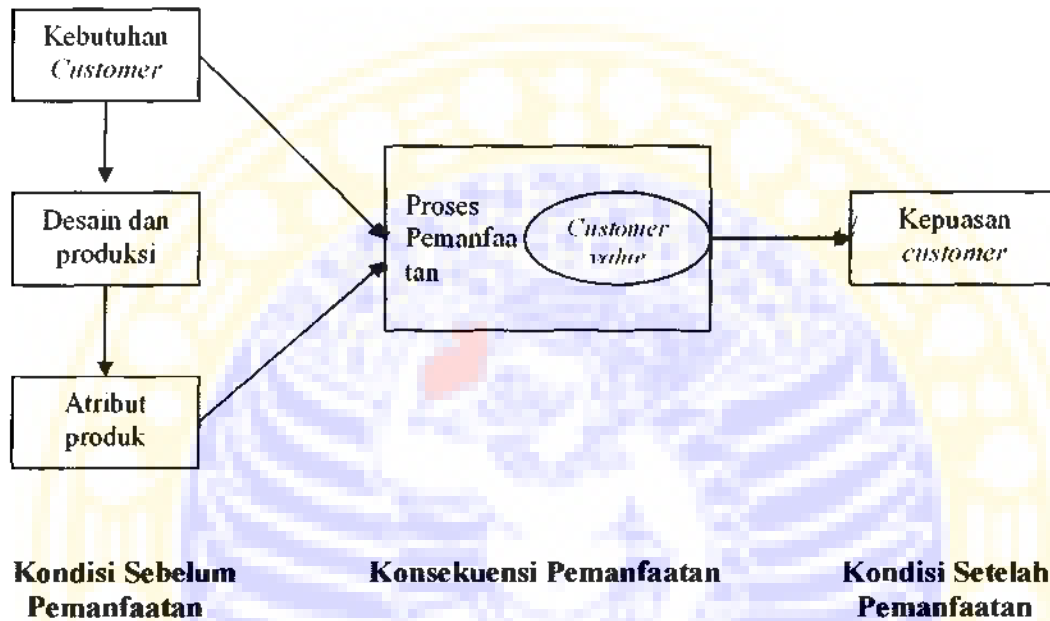 Kebutuhan
Customer
Desain dan
produksi
Atribut
produk
Proses
Pemanfaa
tan
Customer
value
Kepuasan
customer
Kondisi Sebelum
Pemanfaatan
Konsekuensi Pemanfaatan
Kondisi Setelah
Pemanfaatan